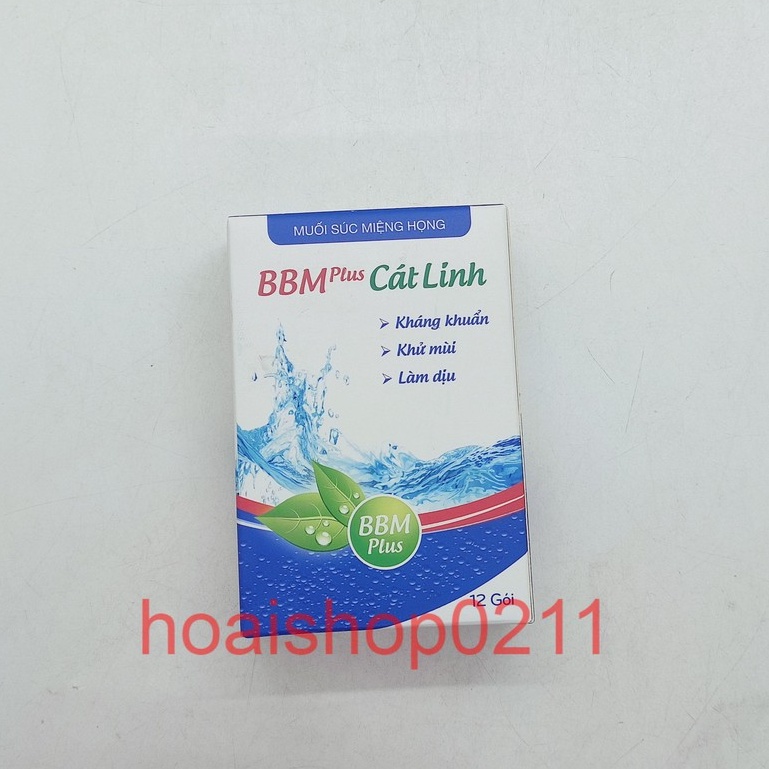 MUỐI SÚC MIỆNG HỌNG
BBM Plus Cát Linh
➢ Kháng khuẩn
➢ Khử mùi
➢ Làm dịu
BBM
Plus
12 Gói
hoaishop0211